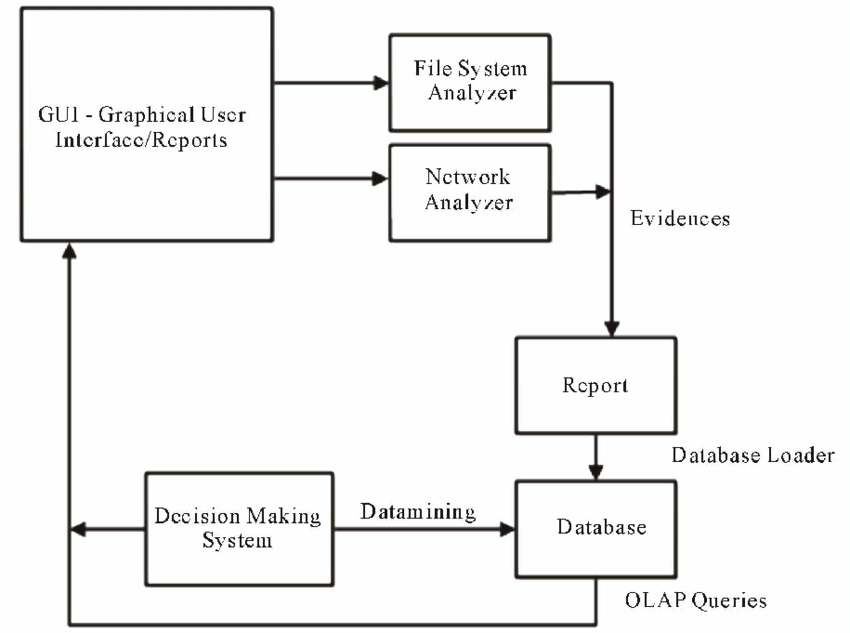 GUI - Graphical User
Interface/Reports
File System
Analyzer
Network
Analyzer
Evidences
Report
Database Loader
Decision Making
System
Datamining
Database
OLAP Queries